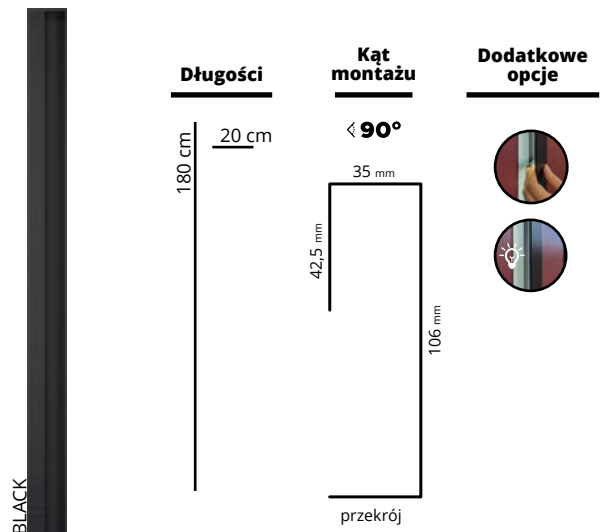 Długości
180 cm
20 cm
Kąt
montażu
90°
35 mm
42,5 mm
106 mm
przekrój
Dodatkowe
opcje
BLACK